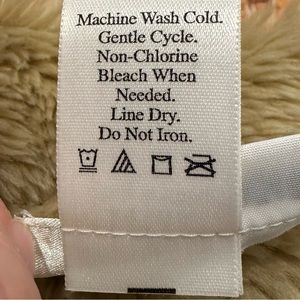 Machine Wash Cold.
Gentle Cycle.
Non-Chlorine
Bleach When
Needed.
Line Dry.
Do Not Iron.